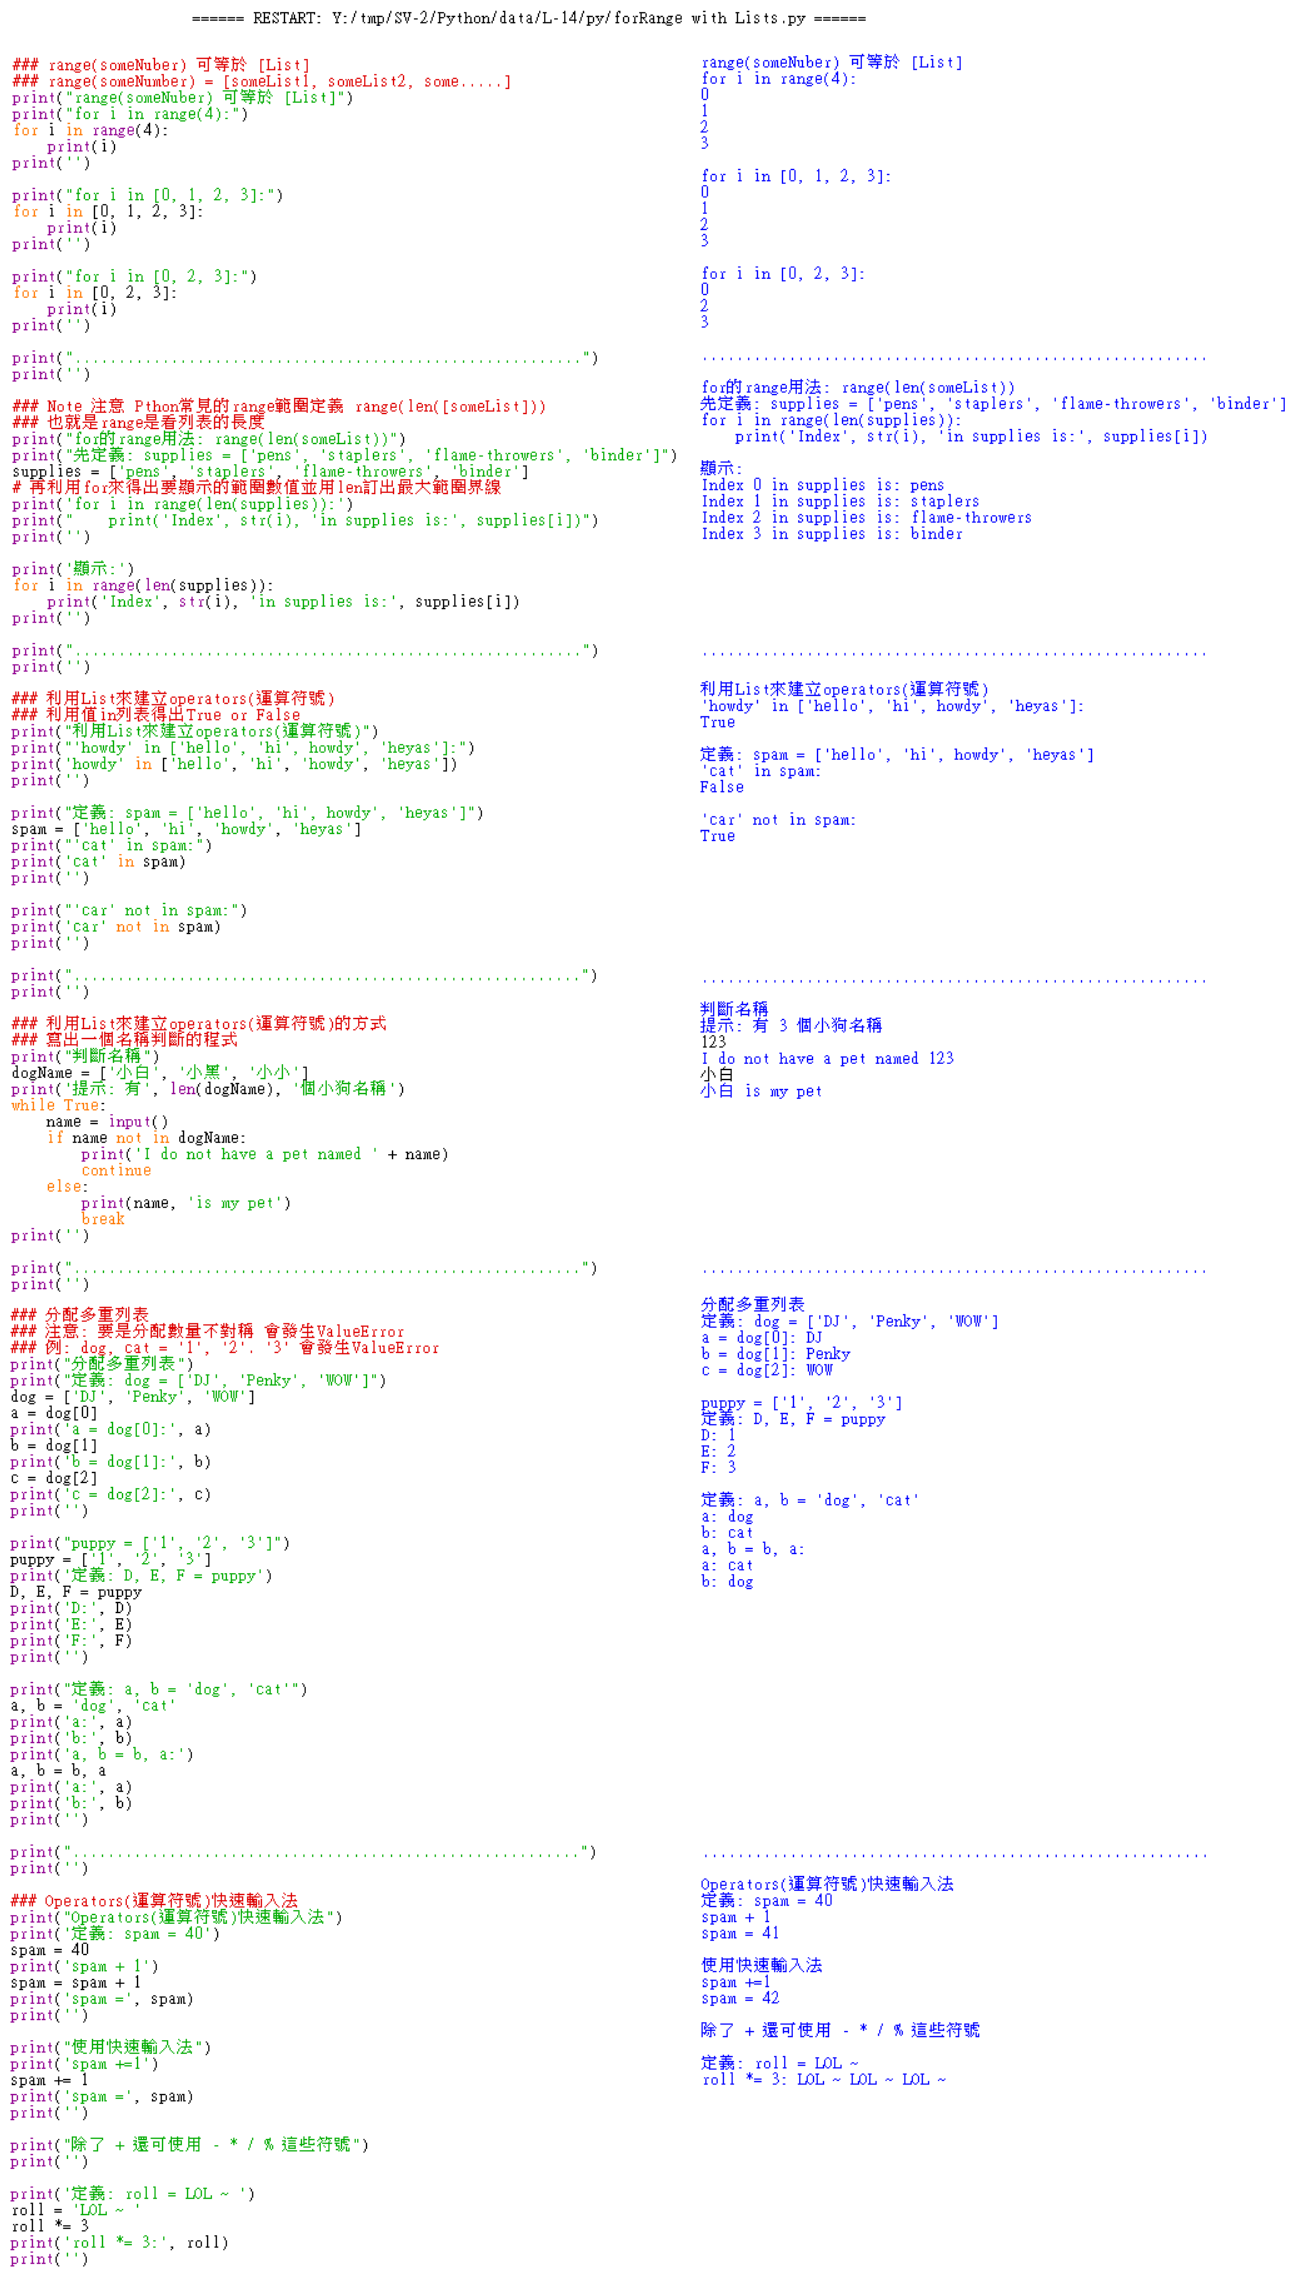 ====== RESTART: Y:/tmp/SV-2/Python/data/L-14/py/forRange with Lists.py ======
### range(someNuber) 可等於 [List]
### range(someNumber) = [someList1, someList2, some.....]
print("range(someNuber) 可等於 [List]")
print("for i in range(4):")
for i in range(4):
    print(i)
print('')

print("for i in [0, 1, 2, 3]:")
for i in [0, 1, 2, 3]:
    print(i)
print('')

print("for i in [0, 2, 3]:")
for i in [0, 2, 3]:
    print(i)
print('')

print("..........................................................")
print('')

### Note 注意 Pthon常見的range範圍定義 range(len([someList]))
### 也就是range是看列表的長度
print("for的range用法: range(len(someList))")
print("先定義: supplies = ['pens', 'staplers', 'flame-throwers', 'binder']")
supplies = ['pens', 'staplers', 'flame-throwers', 'binder']
# 再利用for來得出要顯示的範圍數值並用len訂出最大範圍界線
print('for i in range(len(supplies)):')
print("    print('Index', str(i), 'in supplies is:', supplies[i])")
print('')

print('顯示:')
for i in range(len(supplies)):
    print('Index', str(i), 'in supplies is:', supplies[i])
print('')

print("..........................................................")
print('')

### 利用List來建立operators(運算符號)
### 利用值in列表得出True or False
print("利用List來建立operators(運算符號)")
print("'howdy' in ['hello', 'hi', howdy', 'heyas']:")
print('howdy' in ['hello', 'hi', 'howdy', 'heyas'])
print('')

print("定義: spam = ['hello', 'hi', howdy', 'heyas']")
spam = ['hello', 'hi', 'howdy', 'heyas']
print("'cat' in spam:")
print('cat' in spam)
print('')

print("'car' not in spam:")
print('car' not in spam)
print('')

print("..........................................................")
print('')

### 利用List來建立operators(運算符號)的方式
### 寫出一個名稱判斷的程式
print("判斷名稱")
dogName = ['小白', '小黑', '小小']
print('提示: 有', len(dogName), '個小狗名稱')
while True:
    name = input()
    if name not in dogName:
        print('I do not have a pet named ' + name)
        continue
    else:
        print(name, 'is my pet')
        break
print('')

print("..........................................................")
print('')

### 分配多重列表
### 注意: 要是分配數量不對稱 會發生ValueError
### 例: dog, cat = '1', '2'. '3' 會發生ValueError
print("分配多重列表")
print("定義: dog = ['DJ', 'Penky', 'WOW']")
dog = ['DJ', 'Penky', 'WOW']
a = dog[0]
print('a = dog[0]:', a)
b = dog[1]
print('b = dog[1]:', b)
c = dog[2]
print('c = dog[2]:', c)
print('')

print("puppy = ['1', '2', '3']")
puppy = ['1', '2', '3']
print('定義: D, E, F = puppy')
D, E, F = puppy
print('D:', D)
print('E:', E)
print('F:', F)
print('')

print("定義: a, b = 'dog', 'cat'")
a, b = 'dog', 'cat'
print('a:', a)
print('b:', b)
print('a, b = b, a:')
a, b = b, a
print('a:', a)
print('b:', b)
print('')

print("..........................................................")
print('')

### Operators(運算符號)快速輸入法
print("Operators(運算符號)快速輸入法")
print('定義: spam = 40')
spam = 40
print('spam + 1')
spam = spam + 1
print('spam =', spam)
print('')

print("使用快速輸入法")
print('spam +=1')
spam += 1
print('spam =', spam)
print('')

print("除了 + 還可使用 - * / % 這些符號")
print('')

print('定義: roll = LOL ~ ')
roll = 'LOL ~ '
roll *= 3
print('roll *= 3:', roll)
print('')

range(someNuber) 可等於 [List]
for i in range(4):
0
1
2
3

for i in [0, 1, 2, 3]:
0
1
2
3

for i in [0, 2, 3]:
0
2
3

..........................................................

for的range用法: range(len(someList))
先定義: supplies = ['pens', 'staplers', 'flame-throwers', 'binder']
for i in range(len(supplies)):
    print('Index', str(i), 'in supplies is:', supplies[i])

顯示:
Index 0 in supplies is: pens
Index 1 in supplies is: staplers
Index 2 in supplies is: flame-throwers
Index 3 in supplies is: binder

..........................................................

利用List來建立operators(運算符號)
'howdy' in ['hello', 'hi', howdy', 'heyas']:
True

定義: spam = ['hello', 'hi', howdy', 'heyas']
'cat' in spam:
False

'car' not in spam:
True

..........................................................

判斷名稱
提示: 有 3 個小狗名稱
123
I do not have a pet named 123
小白
小白 is my pet

..........................................................

分配多重列表
定義: dog = ['DJ', 'Penky', 'WOW']
a = dog[0]: DJ
b = dog[1]: Penky
c = dog[2]: WOW

puppy = ['1', '2', '3']
定義: D, E, F = puppy
D: 1
E: 2
F: 3

定義: a, b = 'dog', 'cat'
a: dog
b: cat
a, b = b, a:
a: cat
b: dog

..........................................................

Operators(運算符號)快速輸入法
定義: spam = 40
spam + 1
spam = 41

使用快速輸入法
spam +=1
spam = 42

除了 + 還可使用 - * / % 這些符號

定義: roll = LOL ~
roll *= 3: LOL ~ LOL ~ LOL ~